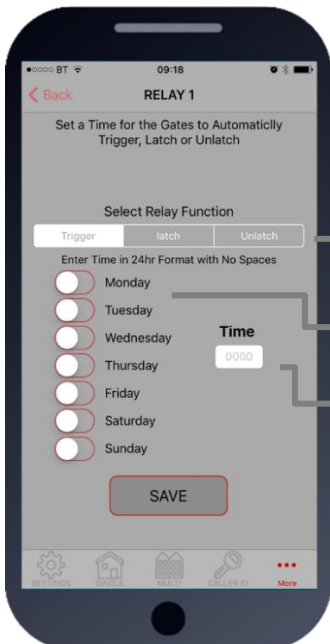 BT 09:18
Back RELAY 1
Set a Time for the Gates to Automaticlly
Trigger, Latch or Unlatch
Select Relay Function
Trigger latch Unlatch
Enter Time in 24hr Format with No Spaces
Monday
Tuesday
Wednesday
Time
0000
Thursday
Friday
Saturday
Sunday
SAVE
SETTINGS SINGLE MULTI CALLER ID More